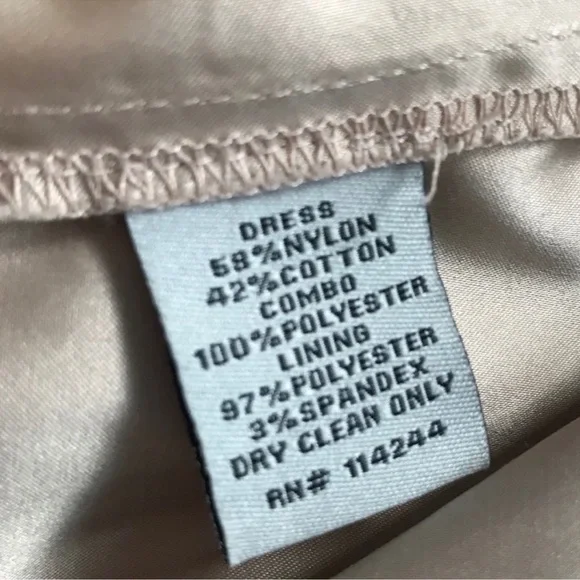 DRESS
58%NYLON
42%COTTON
COMBO
100%POLYESTER
LINING
97%POLYESTER
3%SPANDEX
DRY CLEAN ONLY
RN# 114244